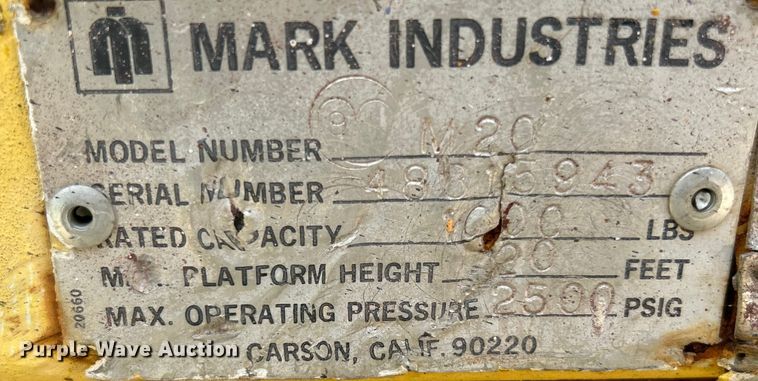 MARK INDUSTRIES
MODEL NUMBER M20
SERIAL NUMBER
RATED CAPACITY 1000 LBS
PLATFORM HEIGHT 20 FEET
MAX. OPERATING PRESSURE 2500 PSIG
CARSON, CALIF. 90220
20660
Purple Wave Auction